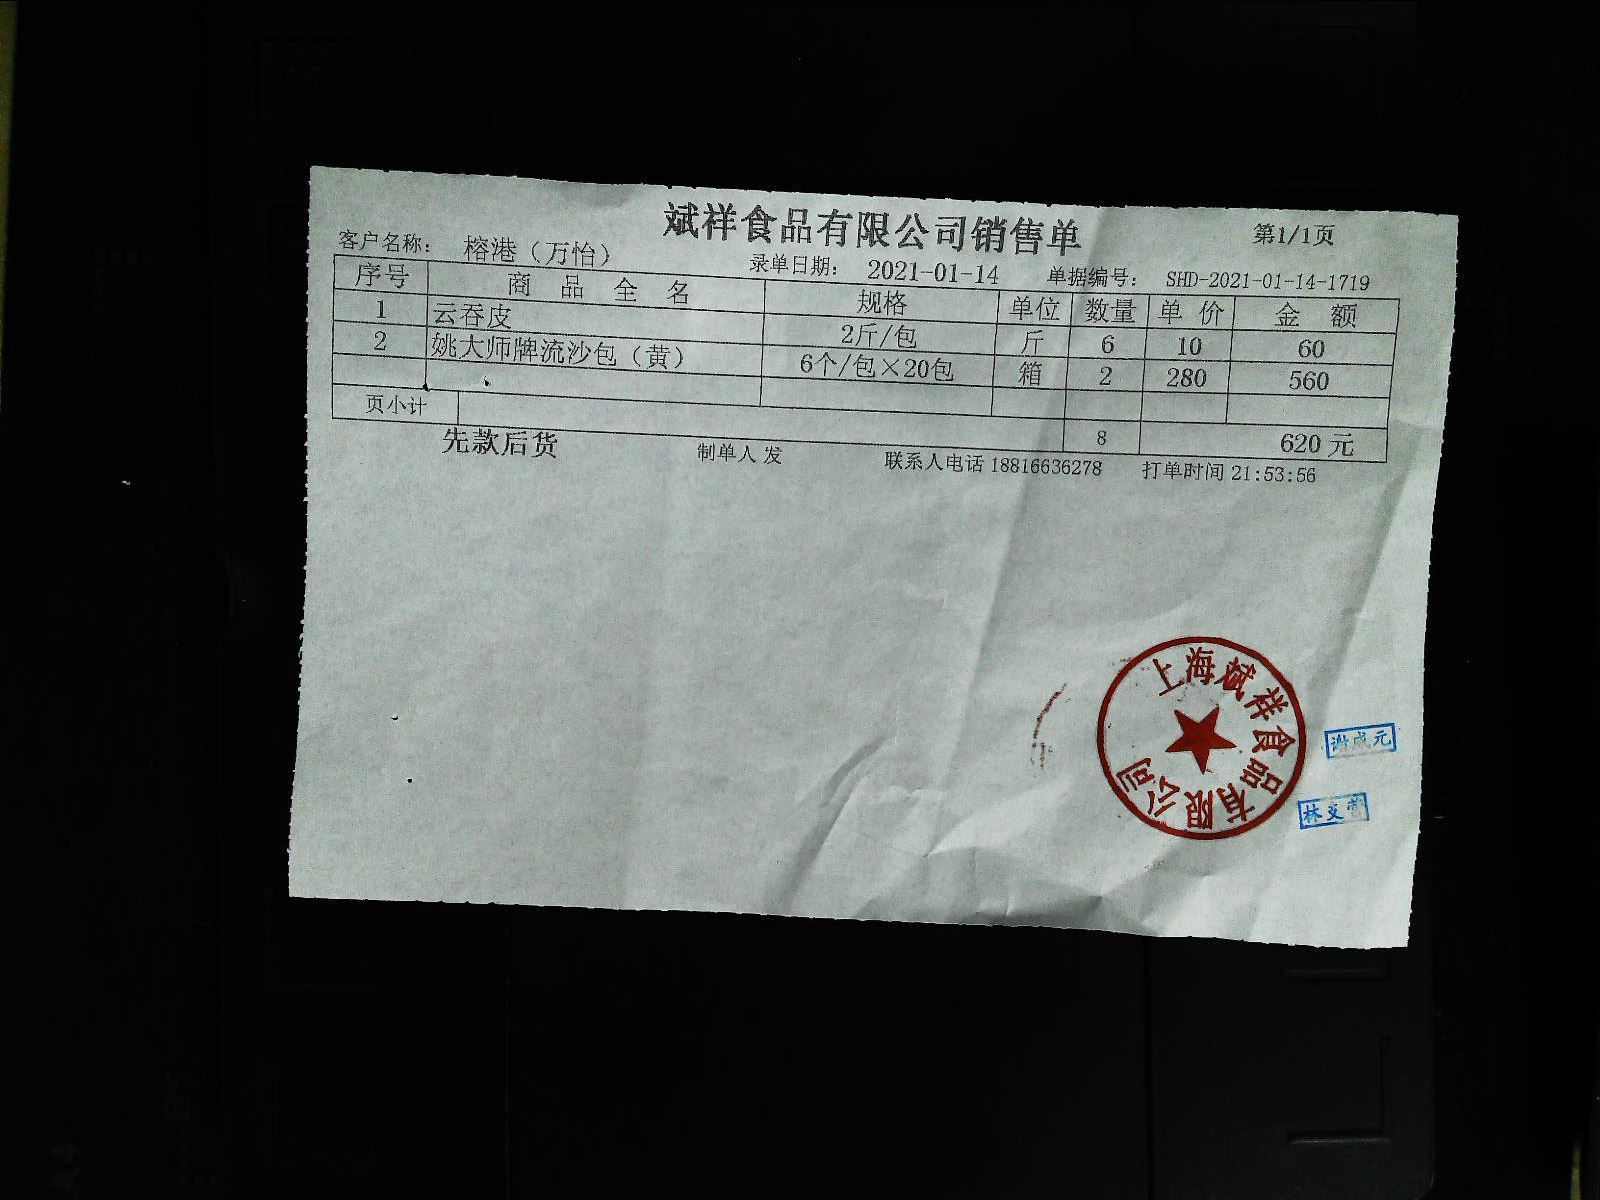 斌祥食品有限公司销售单 第1/1页
客户名称： 榕港（万怡） 录单日期： 2021-01-14 单据编号： SHD-2021-01-14-1719
序号 商品全名 规格 单位 数量 单价 金额
1 云吞皮 2斤/包 斤 6 10 60
2 姚大师牌流沙包（黄） 6个/包×20包 箱 2 280 560
页小计 8 620 元
先款后货 制单人 发 联系人电话 18816636278 打单时间 21:53:56
上海斌祥食品有限公司
谢成元